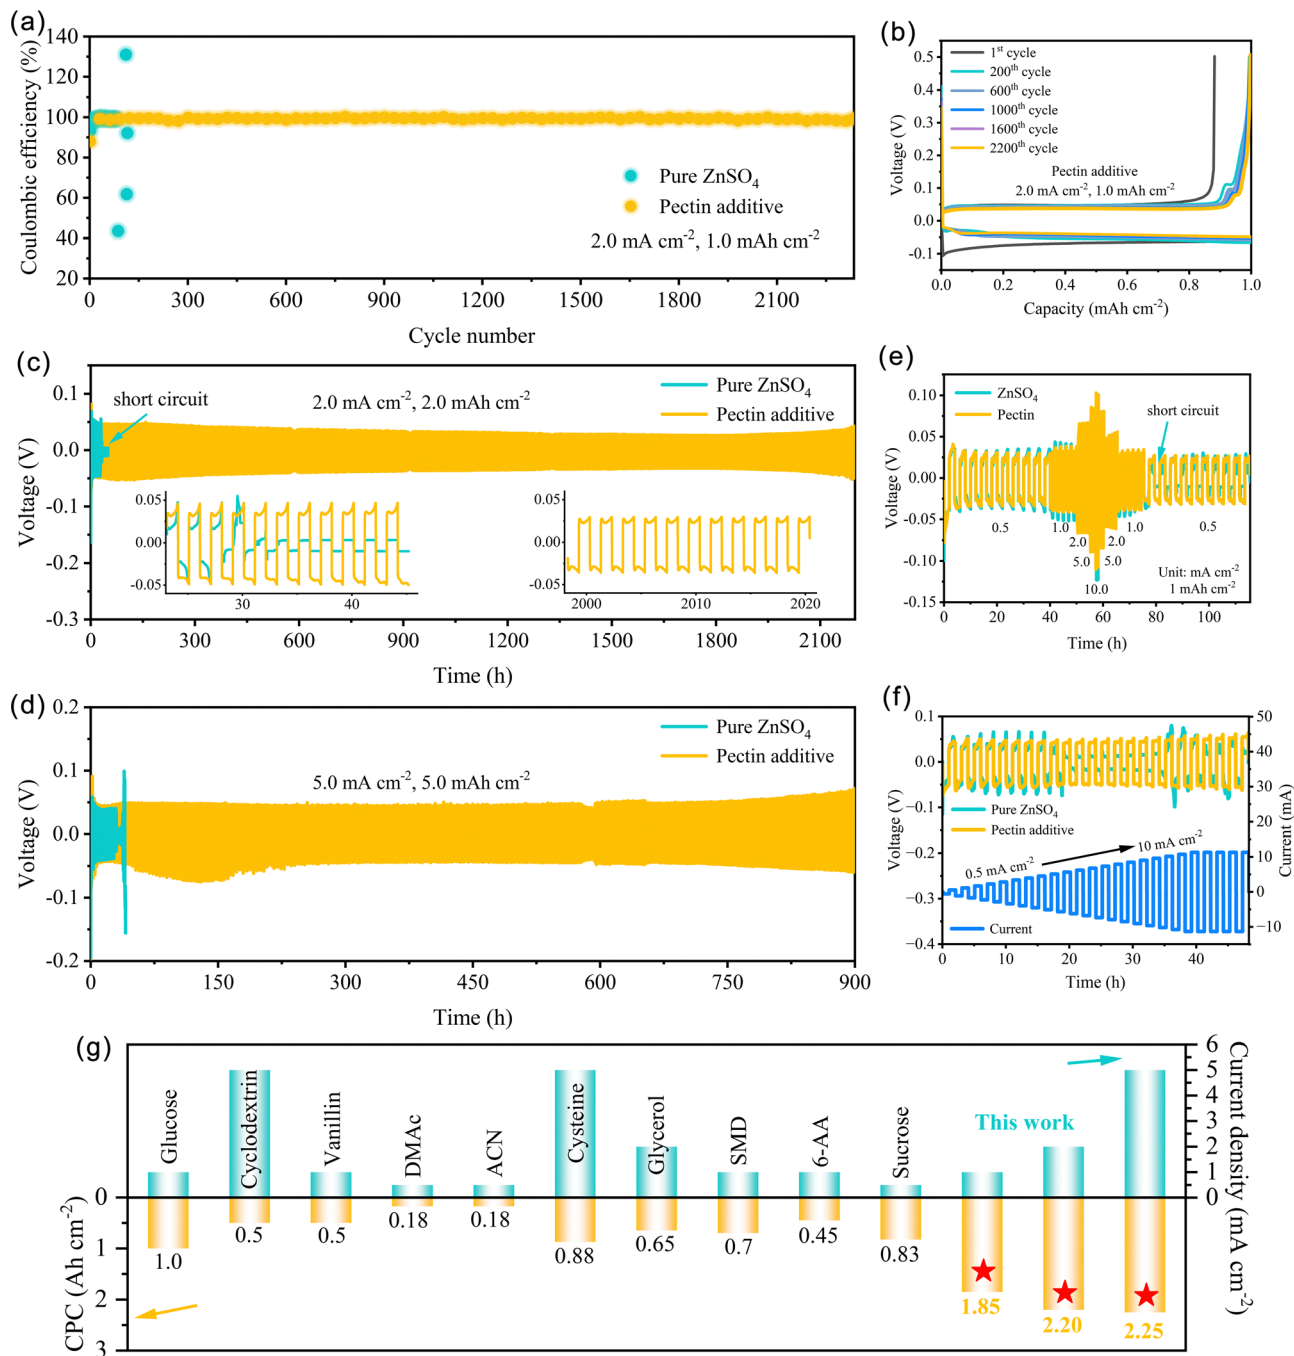 (a)
140
120
100
80
60
40
20
Coulombic efficiency (%)
0
300
600
900
1200
1500
1800
2100
Cycle number
Pure ZnSO4
Pectin additive
2.0 mA cm-2, 1.0 mAh cm-2
(b)
0.5
0.4
0.3
0.2
0.1
0.0
-0.1
Voltage (V)
1st cycle
200th cycle
600th cycle
1000th cycle
1600th cycle
2200th cycle
Pectin additive
2.0 mA cm-2, 1.0 mAh cm-2
0.0
0.2
0.4
0.6
0.8
1.0
Capacity (mAh cm-2)
(c)
0.1
0.0
-0.1
-0.2
-0.3
Voltage (V)
short circuit
2.0 mA cm-2, 2.0 mAh cm-2
Pure ZnSO4
Pectin additive
0.05
0.00
-0.05
30
40
0.05
0.00
-0.05
2000
2010
2020
0
300
600
900
1200
1500
1800
2100
Time (h)
(e)
0.10
0.05
0.00
-0.05
-0.10
-0.15
Voltage (V)
ZnSO4
Pectin
short circuit
0.5
1.0
2.0
5.0
10.0
5.0
2.0
1.0
0.5
Unit: mA cm-2
1 mAh cm-2
0
20
40
60
80
100
Time (h)
(d)
0.2
0.1
0.0
-0.1
-0.2
Voltage (V)
5.0 mA cm-2, 5.0 mAh cm-2
Pure ZnSO4
Pectin additive
0
150
300
450
600
750
900
Time (h)
(f)
0.1
0.0
−0.1
−0.2
−0.3
−0.4
Voltage (V)
Pure ZnSO4
Pectin additive
0.5 mA cm-2
10 mA cm-2
Current
50
40
30
20
10
0
−10
Current (mA)
0
10
20
30
40
Time (h)
(g)
0
1
2
3
CPC (Ah cm-2)
Glucose
Cyclodextrin
Vanillin
DMAc
ACN
Cysteine
Glycerol
SMD
6-AA
Sucrose
This work
1.0
0.5
0.5
0.18
0.18
0.88
0.65
0.7
0.45
0.83
1.85
2.20
2.25
6
5
4
3
2
1
0
Current density (mA cm-2)